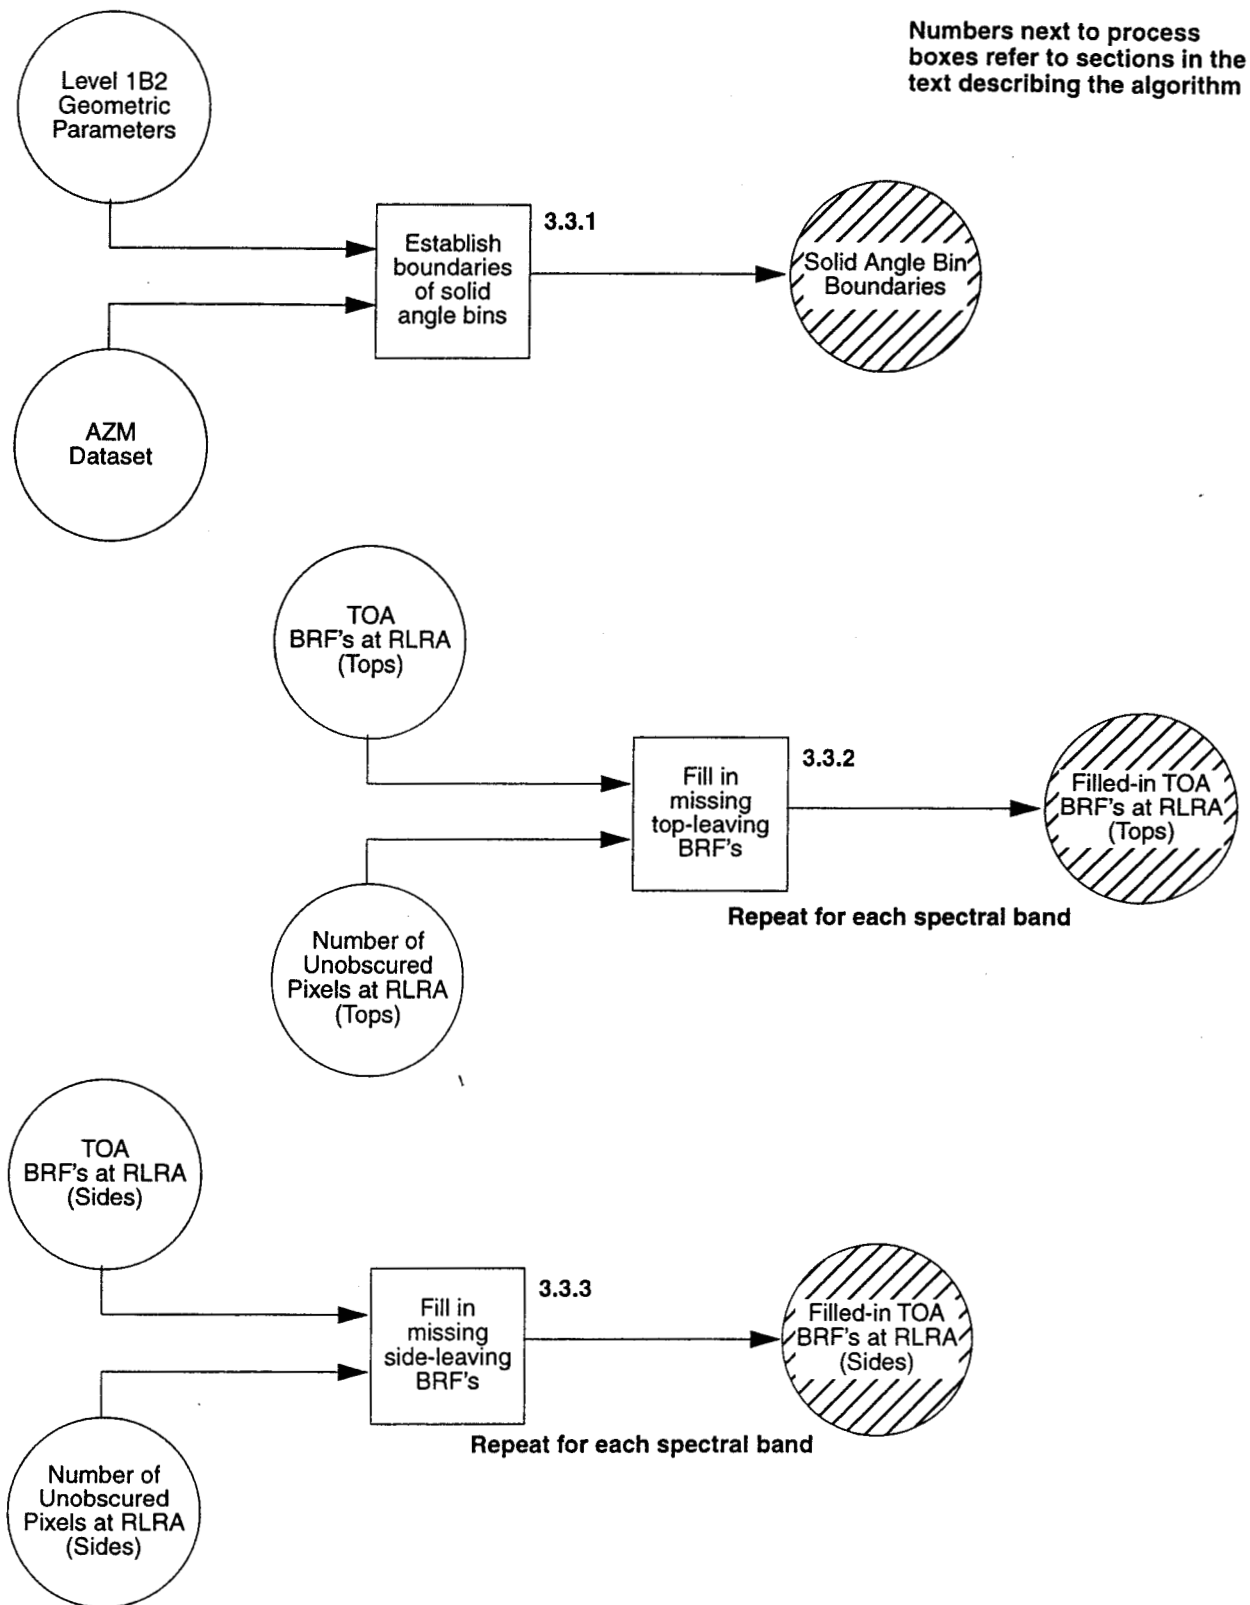 Numbers next to process
boxes refer to sections in the
text describing the algorithm
Level 1B2
Geometric
Parameters
3.3.1
Establish
boundaries
of solid
angle bins
Solid Angle Bin
Boundaries
AZM
Dataset
TOA
BRF's at RLRA
(Tops)
3.3.2
Fill in
missing
top-leaving
BRF's
Filled-in TOA
BRF's at RLRA
(Tops)
Repeat for each spectral band
Number of
Unobscured
Pixels at RLRA
(Tops)
TOA
BRF's at RLRA
(Sides)
3.3.3
Fill in
missing
side-leaving
BRF's
Filled-in TOA
BRF's at RLRA
(Sides)
Repeat for each spectral band
Number of
Unobscured
Pixels at RLRA
(Sides)